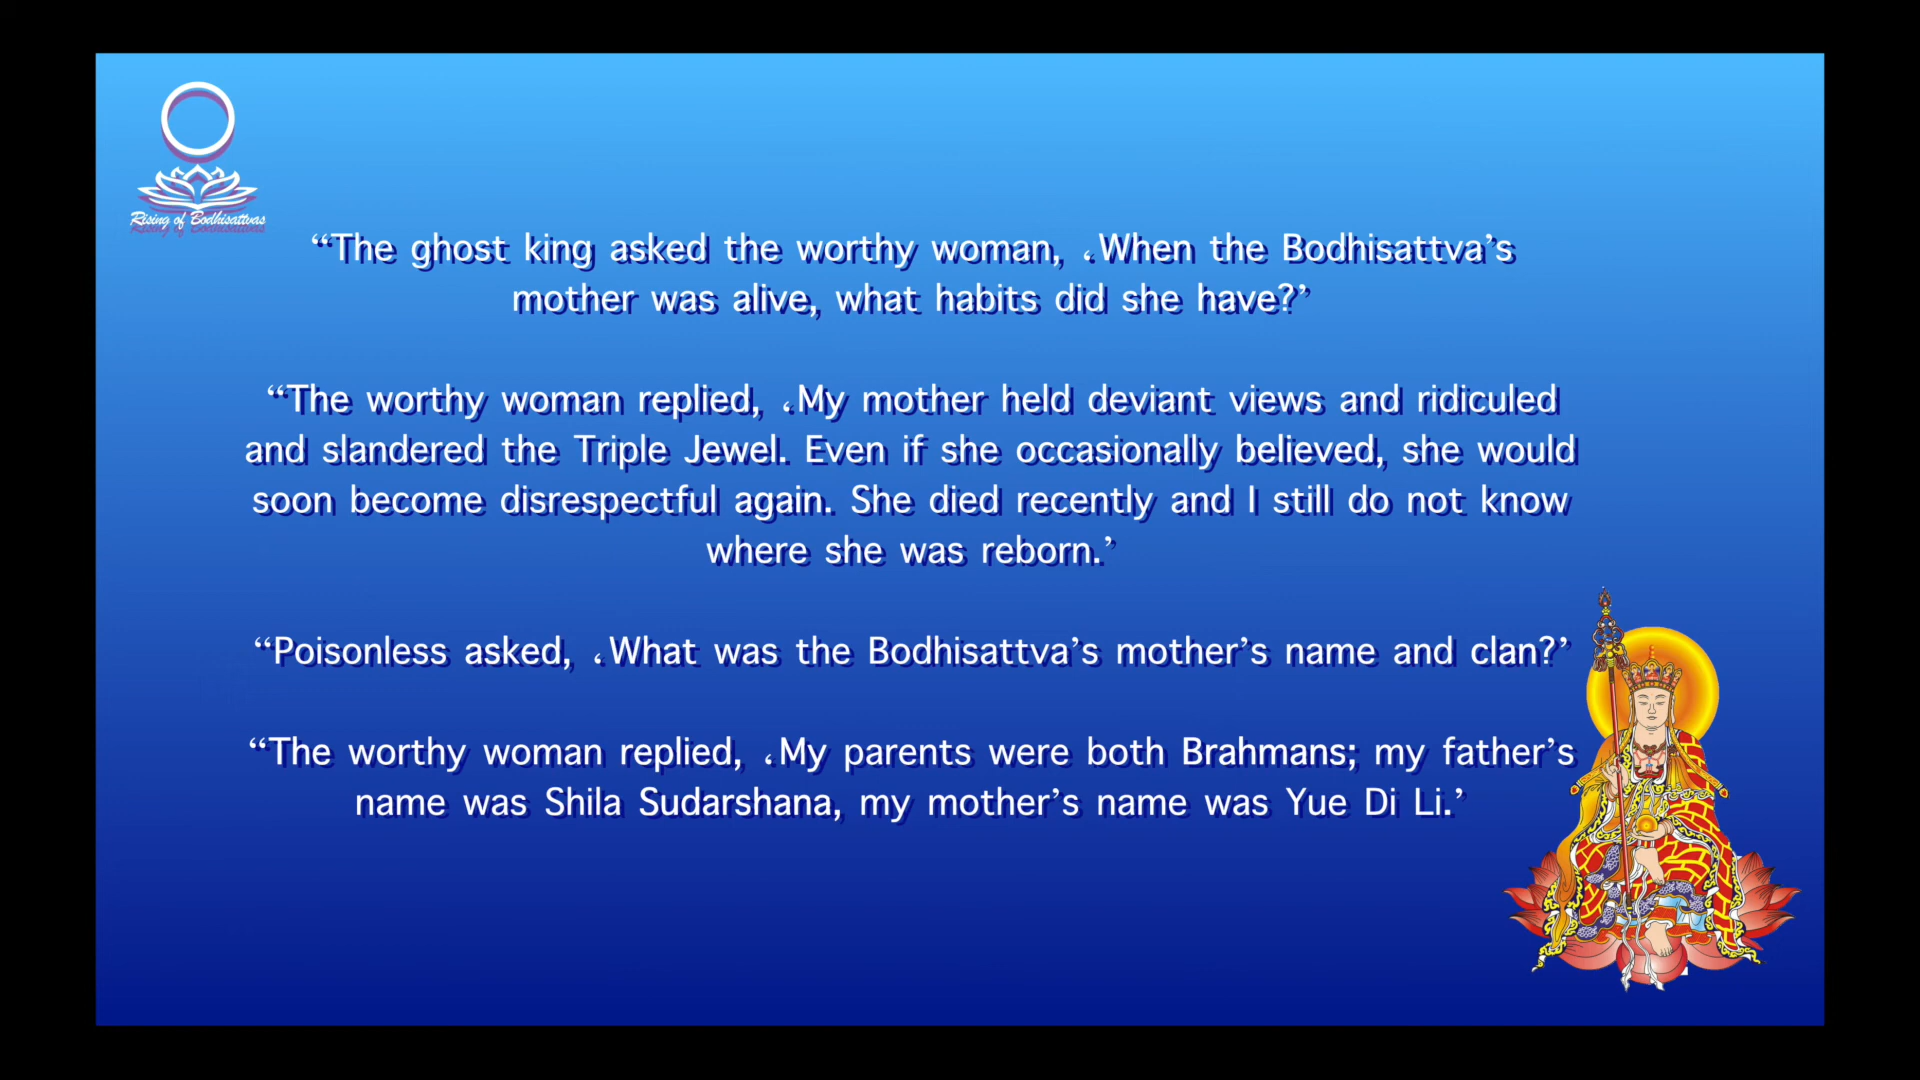 Rising of Bodhisattvas
“The ghost king asked the worthy woman, ‘When the Bodhisattva’s
mother was alive, what habits did she have?’
“The worthy woman replied, ‘My mother held deviant views and ridiculed
and slandered the Triple Jewel. Even if she occasionally believed, she would
soon become disrespectful again. She died recently and I still do not know
where she was reborn.’
“Poisonless asked, ‘What was the Bodhisattva’s mother’s name and clan?’
“The worthy woman replied, ‘My parents were both Brahmans; my father’s
name was Shila Sudarshana, my mother’s name was Yue Di Li.’